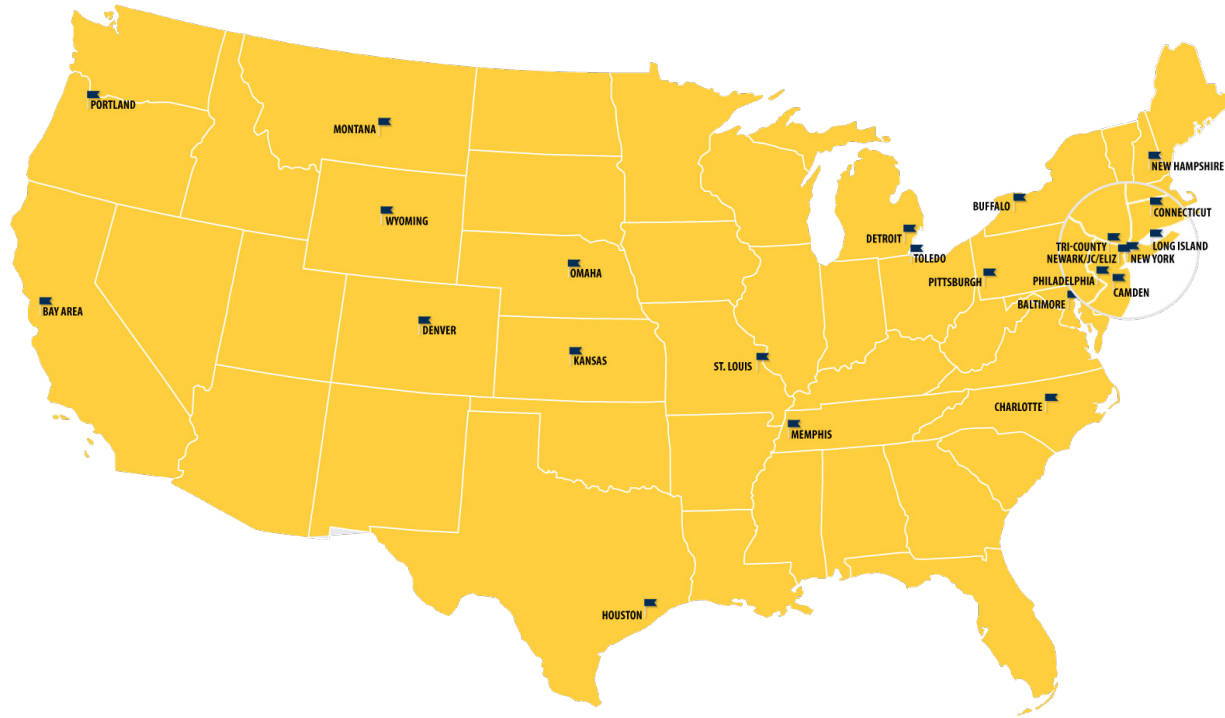 PORTLAND
MONTANA
NEW HAMPSHIRE
BUFFALO
CONNECTICUT
WYOMING
DETROIT
LONG ISLAND
TRI-COUNTY
TOLEDO
NEWARK/JC/ELIZ
NEW YORK
OMAHA
PITTSBURGH
PHILADELPHIA
CAMDEN
BALTIMORE
BAY AREA
DENVER
KANSAS
ST. LOUIS
CHARLOTTE
MEMPHIS
HOUSTON